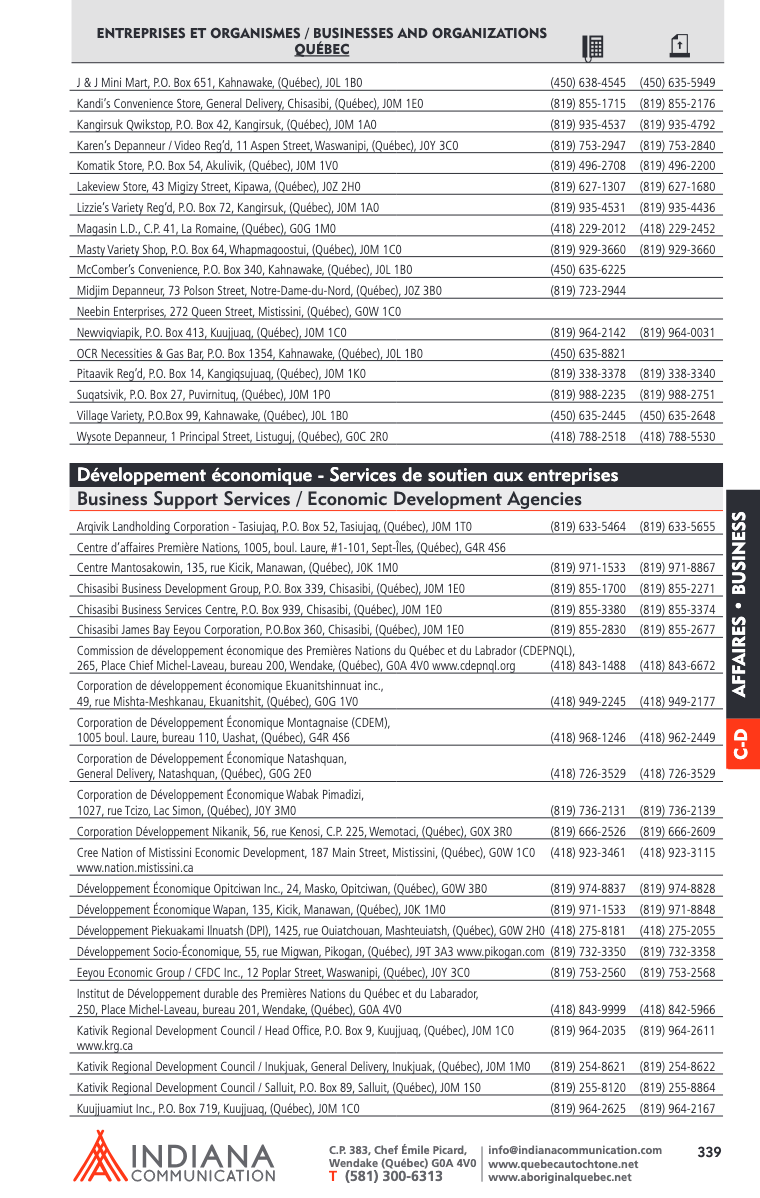 ENTREPRISES ET ORGANISMES / BUSINESSES AND ORGANIZATIONS
QUÉBEC
J & J Mini Mart, P.O. Box 651, Kahnawake, (Québec), J0L 1B0 (450) 638-4545 (450) 635-5949
Kandi's Convenience Store, General Delivery, Chisasibi, (Québec), J0M 1E0 (819) 855-1715 (819) 855-2176
Kangirsuk Qwikstop, P.O. Box 42, Kangirsuk, (Québec), J0M 1A0 (819) 935-4537 (819) 935-4792
Karen's Depanneur / Video Reg'd, 11 Aspen Street, Waswanipi, (Québec), J0Y 3C0 (819) 753-2947 (819) 753-2840
Komatik Store, P.O. Box 54, Akulivik, (Québec), J0M 1V0 (819) 496-2708 (819) 496-2200
Lakeview Store, 43 Migizy Street, Kipawa, (Québec), J0Z 2H0 (819) 627-1307 (819) 627-1680
Lizzie's Variety Reg'd, P.O. Box 72, Kangirsuk, (Québec), J0M 1A0 (819) 935-4531 (819) 935-4436
Magasin L.D., C.P. 41, La Romaine, (Québec), G0G 1M0 (418) 229-2012 (418) 229-2452
Masty Variety Shop, P.O. Box 64, Whapmagoostui, (Québec), J0M 1C0 (819) 929-3660 (819) 929-3660
McComber's Convenience, P.O. Box 340, Kahnawake, (Québec), J0L 1B0 (450) 635-6225
Midjim Depanneur, 73 Polson Street, Notre-Dame-du-Nord, (Québec), J0Z 3B0 (819) 723-2944
Neebin Enterprises, 272 Queen Street, Mistissini, (Québec), G0W 1C0
Newviqviapik, P.O. Box 413, Kuujjuaq, (Québec), J0M 1C0 (819) 964-2142 (819) 964-0031
OCR Necessities & Gas Bar, P.O. Box 1354, Kahnawake, (Québec), J0L 1B0 (450) 635-8821
Pitaavik Reg'd, P.O. Box 14, Kangiqsujuaq, (Québec), J0M 1K0 (819) 338-3378 (819) 338-3340
Suqatsivik, P.O. Box 27, Puvirnituq, (Québec), J0M 1P0 (819) 988-2235 (819) 988-2751
Village Variety, P.O.Box 99, Kahnawake, (Québec), J0L 1B0 (450) 635-2445 (450) 635-2648
Wysote Depanneur, 1 Principal Street, Listuguj, (Québec), G0C 2R0 (418) 788-2518 (418) 788-5530
Développement économique - Services de soutien aux entreprises
Business Support Services / Economic Development Agencies
Arqivik Landholding Corporation - Tasiujaq, P.O. Box 52, Tasiujaq, (Québec), J0M 1T0 (819) 633-5464 (819) 633-5655
Centre d'affaires Première Nations, 1005, boul. Laure, #1-101, Sept-Îles, (Québec), G4R 4S6
Centre Mantosakowin, 135, rue Kicik, Manawan, (Québec), J0K 1M0 (819) 971-1533 (819) 971-8867
Chisasibi Business Development Group, P.O. Box 339, Chisasibi, (Québec), J0M 1E0 (819) 855-1700 (819) 855-2271
Chisasibi Business Services Centre, P.O. Box 939, Chisasibi, (Québec), J0M 1E0 (819) 855-3380 (819) 855-3374
Chisasibi James Bay Eeyou Corporation, P.O.Box 360, Chisasibi, (Québec), J0M 1E0 (819) 855-2830 (819) 855-2677
Commission de développement économique des Premières Nations du Québec et du Labrador (CDEPNQL),
265, Place Chief Michel-Laveau, bureau 200, Wendake, (Québec), G0A 4V0 www.cdepnql.org (418) 843-1488 (418) 843-6672
Corporation de développement économique Ekuanitshinnuat inc.,
49, rue Mishta-Meshkanau, Ekuanitshit, (Québec), G0G 1V0 (418) 949-2245 (418) 949-2177
Corporation de Développement Économique Montagnaise (CDEM),
1005 boul. Laure, bureau 110, Uashat, (Québec), G4R 4S6 (418) 968-1246 (418) 962-2449
Corporation de Développement Économique Natashquan,
General Delivery, Natashquan, (Québec), G0G 2E0 (418) 726-3529 (418) 726-3529
Corporation de Développement Économique Wabak Pimadizi,
1027, rue Tcizo, Lac Simon, (Québec), J0Y 3M0 (819) 736-2131 (819) 736-2139
Corporation Développement Nikanik, 56, rue Kenosi, C.P. 225, Wemotaci, (Québec), G0X 3R0 (819) 666-2526 (819) 666-2609
Cree Nation of Mistissini Economic Development, 187 Main Street, Mistissini, (Québec), G0W 1C0 (418) 923-3461 (418) 923-3115
www.nation.mistissini.ca
Développement Économique Opitciwan Inc., 24, Masko, Opitciwan, (Québec), G0W 3B0 (819) 974-8837 (819) 974-8828
Développement Économique Wapan, 135, Kicik, Manawan, (Québec), J0K 1M0 (819) 971-1533 (819) 971-8848
Développement Piekuakami Ilnuatsh (DPI), 1425, rue Ouiatchouan, Mashteuiatsh, (Québec), G0W 2H0 (418) 275-8181 (418) 275-2055
Développement Socio-Économique, 55, rue Migwan, Pikogan, (Québec), J9T 3A3 www.pikogan.com (819) 732-3350 (819) 732-3358
Eeyou Economic Group / CFDC Inc., 12 Poplar Street, Waswanipi, (Québec), J0Y 3C0 (819) 753-2560 (819) 753-2568
Institut de Développement durable des Premières Nations du Québec et du Labarador,
250, Place Michel-Laveau, bureau 201, Wendake, (Québec), G0A 4V0 (418) 843-9999 (418) 842-5966
Kativik Regional Development Council / Head Office, P.O. Box 9, Kuujjuaq, (Québec), J0M 1C0 (819) 964-2035 (819) 964-2611
www.krg.ca
Kativik Regional Development Council / Inukjuak, General Delivery, Inukjuak, (Québec), J0M 1M0 (819) 254-8621 (819) 254-8622
Kativik Regional Development Council / Salluit, P.O. Box 89, Salluit, (Québec), J0M 1S0 (819) 255-8120 (819) 255-8864
Kuujjuamiut Inc., P.O. Box 719, Kuujjuaq, (Québec), J0M 1C0 (819) 964-2625 (819) 964-2167
AFFAIRES • BUSINESS
C-D
INDIANA
COMMUNICATION
C.P. 383, Chef Émile Picard,
Wendake (Québec) G0A 4V0
T (581) 300-6313
info@indianacommunication.com
www.quebecautochtone.net
www.aboriginalquebec.net
339